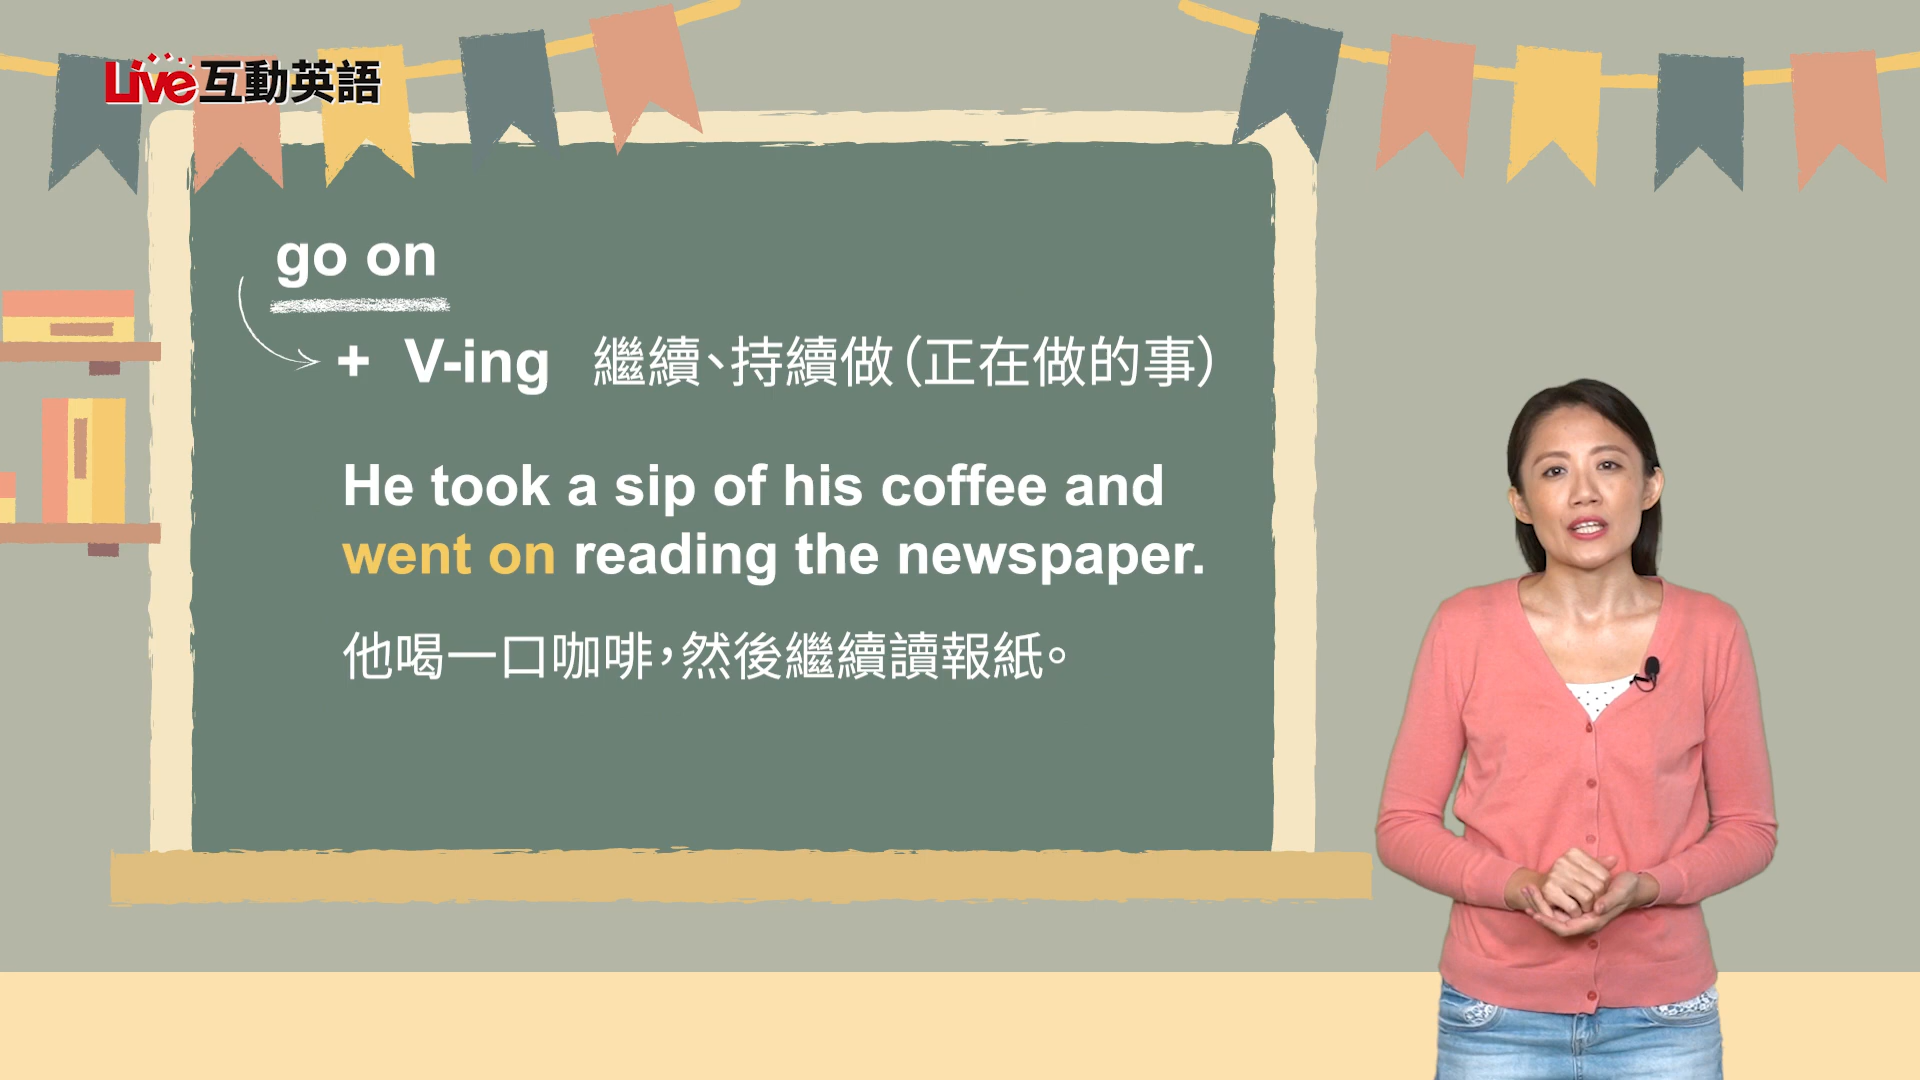 Live互動英語
go on
+ V-ing 繼續、持續做(正在做的事)
He took a sip of his coffee and
went on reading the newspaper.
他喝一口咖啡,然後繼續讀報紙。